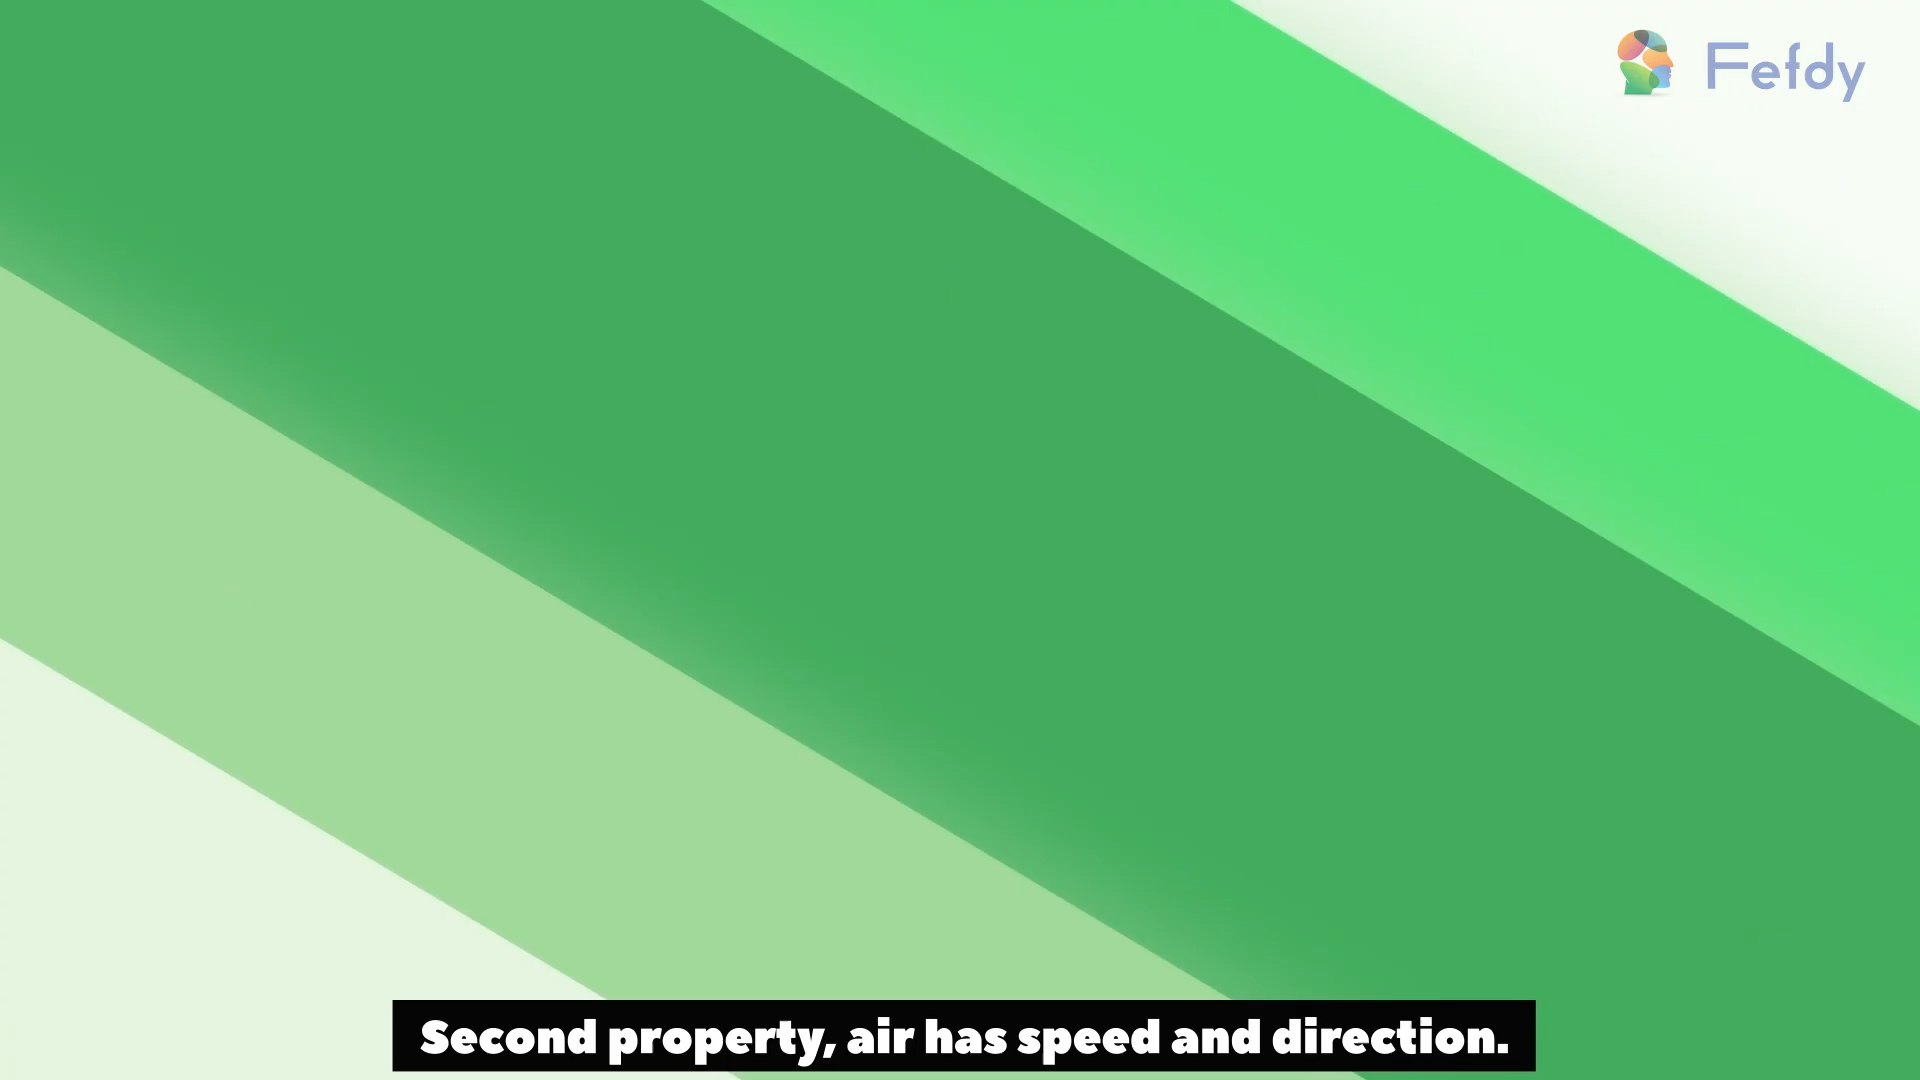 Fefdy
Second property, air has speed and direction.